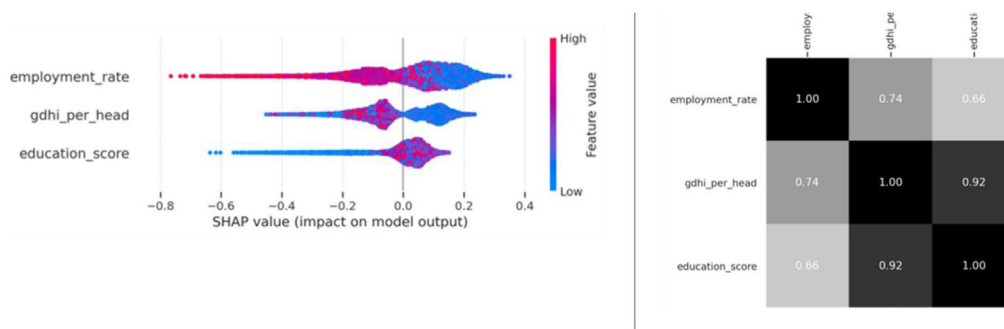 High
employment_rate
gdhi_per_head
education_score
Feature value
Low
−0.8 −0.6 −0.4 −0.2 0.0 0.2 0.4
SHAP value (impact on model output)
employ
gdhi_pe
educati
employment_rate 1.00 0.74 0.66
gdhi_per_head 0.74 1.00 0.92
education_score 0.66 0.92 1.00